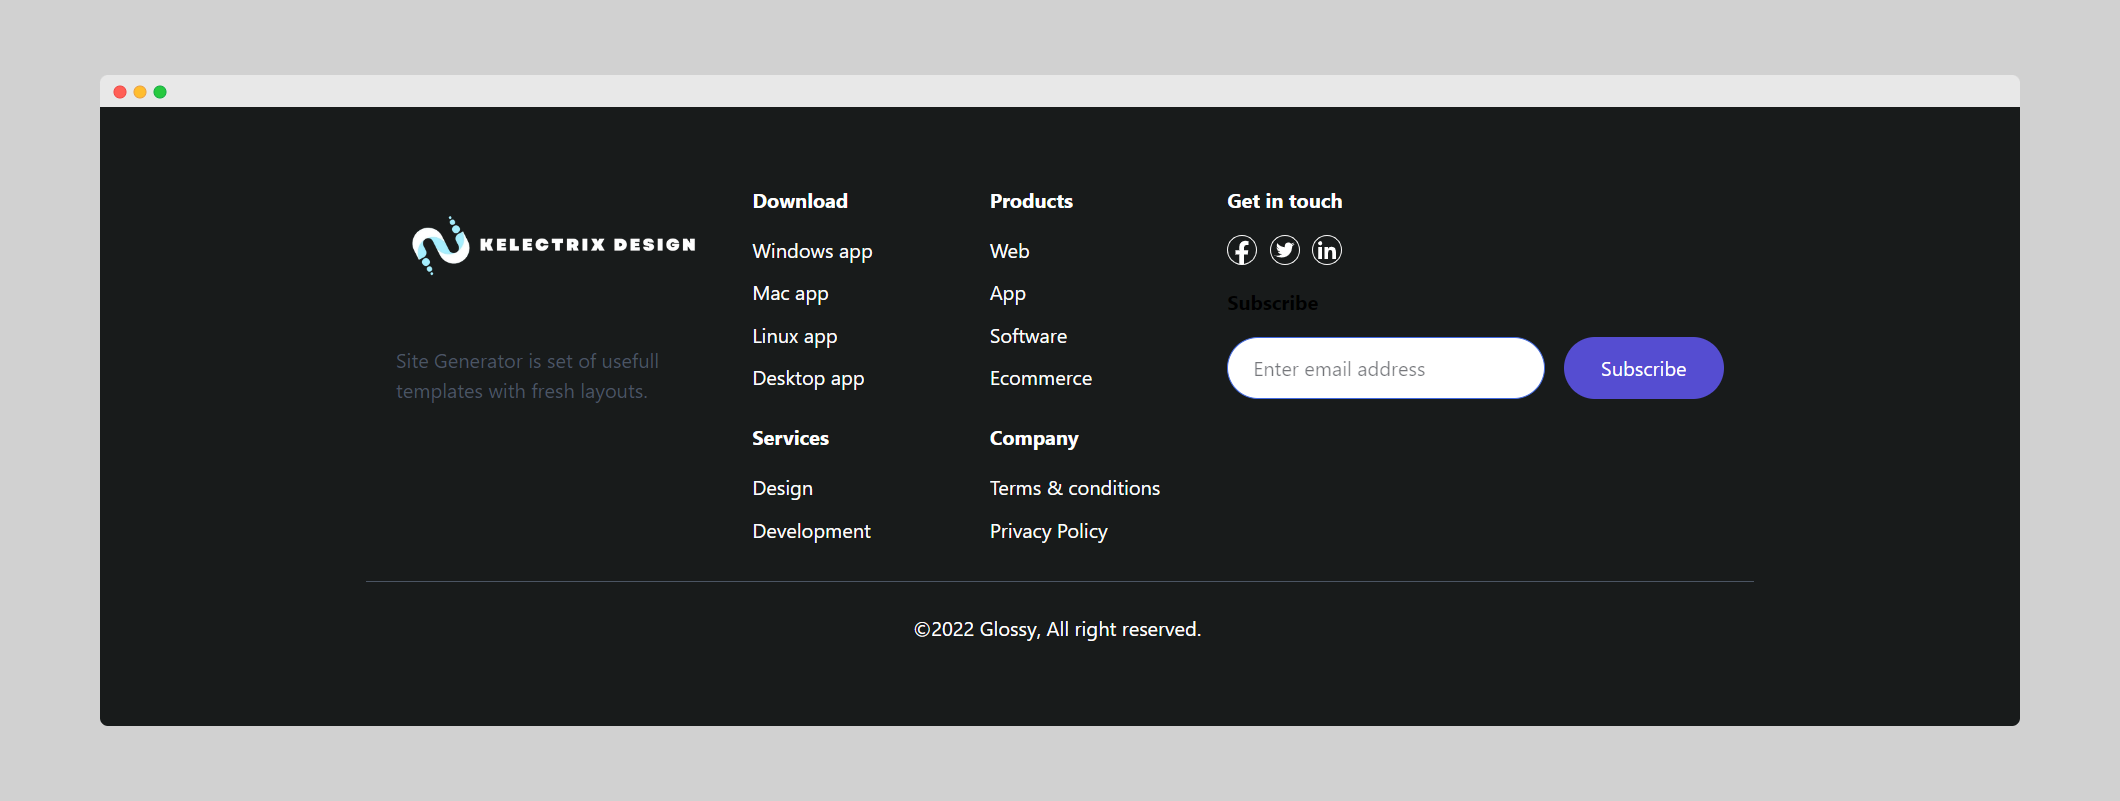 KELECTRIX DESIGN
Site Generator is set of usefull
templates with fresh layouts.
Download
Windows app
Mac app
Linux app
Desktop app
Services
Design
Development
Products
Web
App
Software
Ecommerce
Company
Terms & conditions
Privacy Policy
Get in touch
Subscribe
Enter email address
Subscribe
©2022 Glossy, All right reserved.